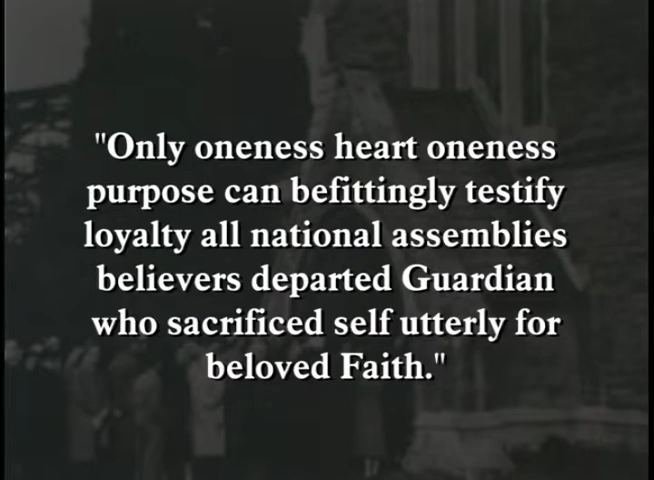 "Only oneness heart oneness
purpose can befittingly testify
loyalty all national assemblies
believers departed Guardian
who sacrificed self utterly for
beloved Faith."